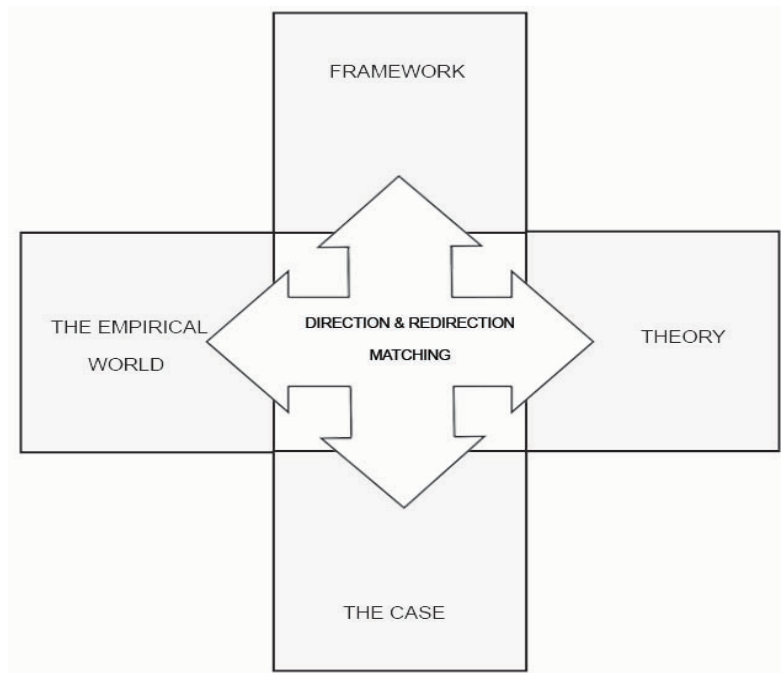 FRAMEWORK
THE EMPIRICAL
WORLD
DIRECTION & REDIRECTION
MATCHING
THEORY
THE CASE